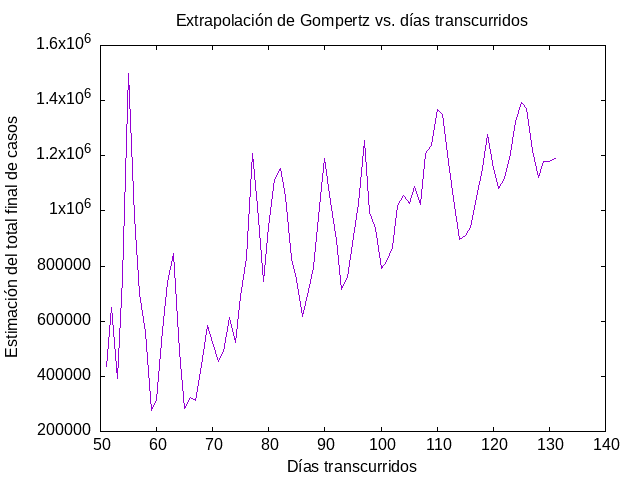 Extrapolación de Gompertz vs. días transcurridos
1.6x10⁶
1.4x10⁶
1.2x10⁶
1x10⁶
800000
600000
400000
200000
Estimación del total final de casos
50 60 70 80 90 100 110 120 130 140
Días transcurridos